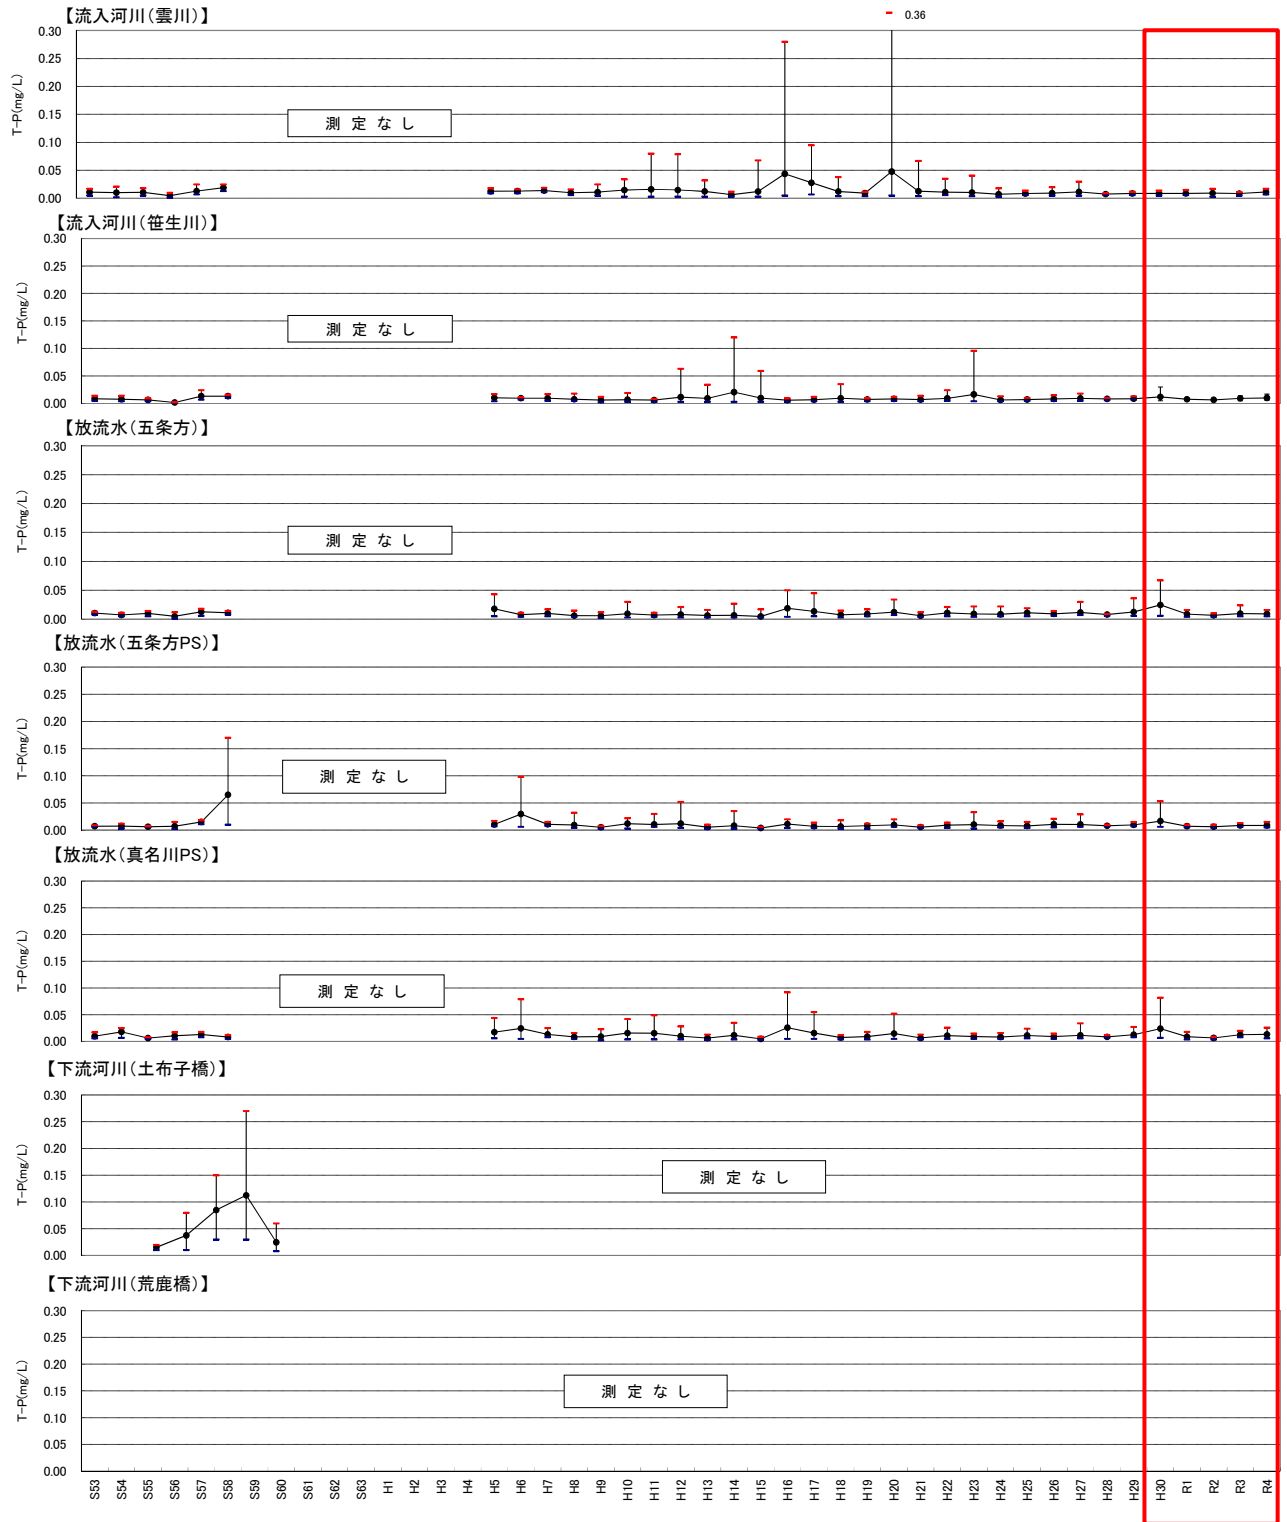 【流入河川（雲川）】
0.36
T-P(mg/L)
0.30
0.25
0.20
0.15
0.10
0.05
0.00
測 定 な し
【流入河川（笹生川）】
T-P(mg/L)
0.30
0.25
0.20
0.15
0.10
0.05
0.00
測 定 な し
【放流水（五条方）】
T-P(mg/L)
0.30
0.25
0.20
0.15
0.10
0.05
0.00
測 定 な し
【放流水（五条方PS）】
T-P(mg/L)
0.30
0.25
0.20
0.15
0.10
0.05
0.00
測 定 な し
【放流水（真名川PS）】
T-P(mg/L)
0.30
0.25
0.20
0.15
0.10
0.05
0.00
測 定 な し
【下流河川（土布子橋）】
T-P(mg/L)
0.30
0.25
0.20
0.15
0.10
0.05
0.00
測 定 な し
【下流河川（荒鹿橋）】
T-P(mg/L)
0.30
0.25
0.20
0.15
0.10
0.05
0.00
測 定 な し
S53 S54 S55 S56 S57 S58 S59 S60 S61 S62 S63 H1 H2 H3 H4 H5 H6 H7 H8 H9 H10 H11 H12 H13 H14 H15 H16 H17 H18 H19 H20 H21 H22 H23 H24 H25 H26 H27 H28 H29 H30 R1 R2 R3 R4